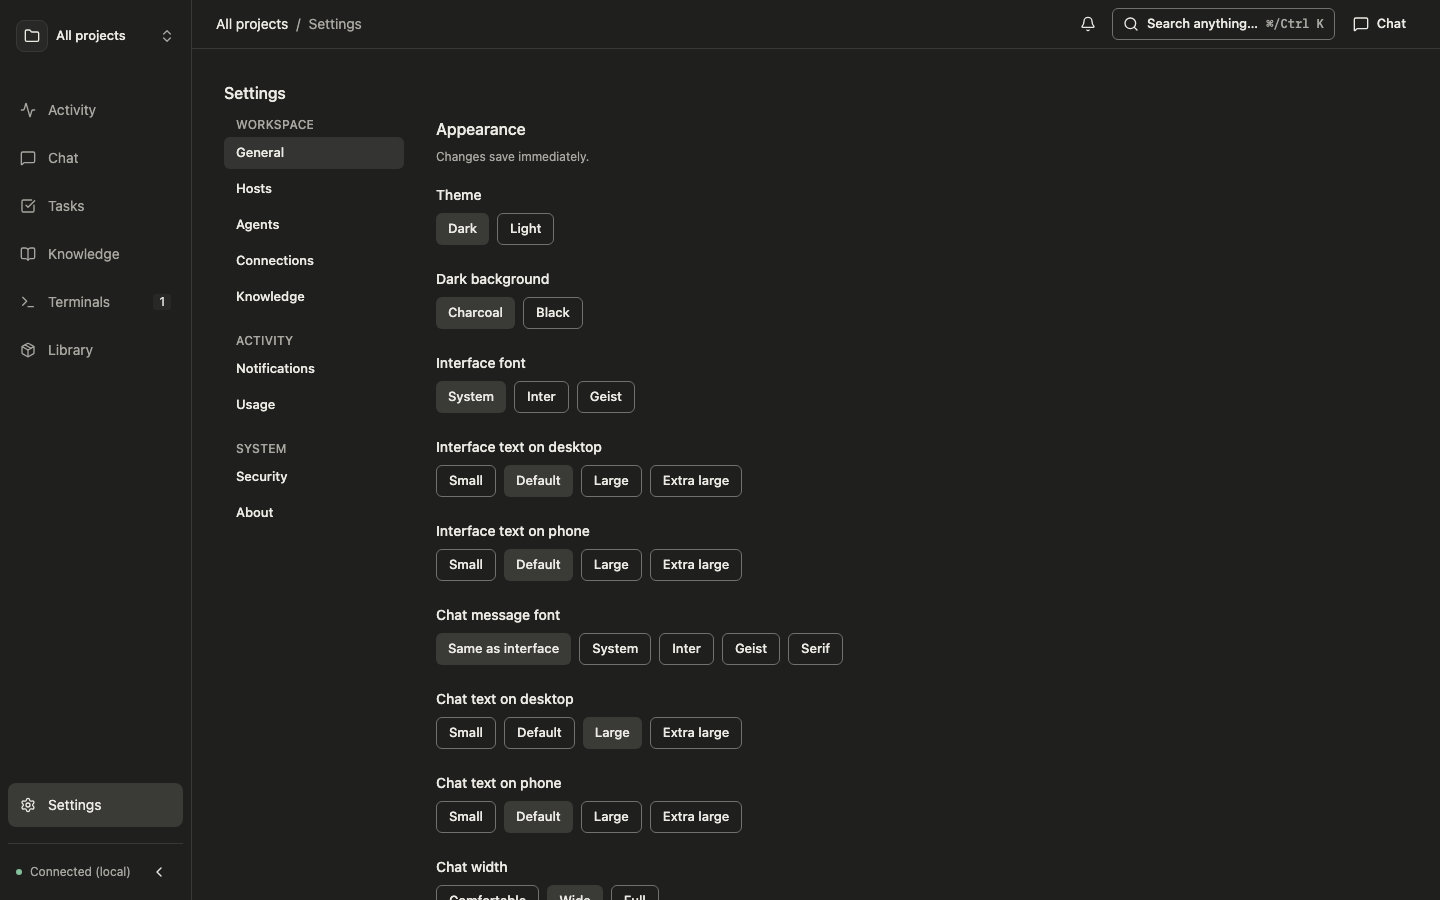 All projects
Activity
Chat
Tasks
Knowledge
Terminals 1
Library
Settings
Connected (local)
All projects / Settings
Search anything... ⌘/Ctrl K
Chat
Settings
WORKSPACE
General
Hosts
Agents
Connections
Knowledge
ACTIVITY
Notifications
Usage
SYSTEM
Security
About
Appearance
Changes save immediately.
Theme
Dark Light
Dark background
Charcoal Black
Interface font
System Inter Geist
Interface text on desktop
Small Default Large Extra large
Interface text on phone
Small Default Large Extra large
Chat message font
Same as interface System Inter Geist Serif
Chat text on desktop
Small Default Large Extra large
Chat text on phone
Small Default Large Extra large
Chat width
Comfortable Wide Full